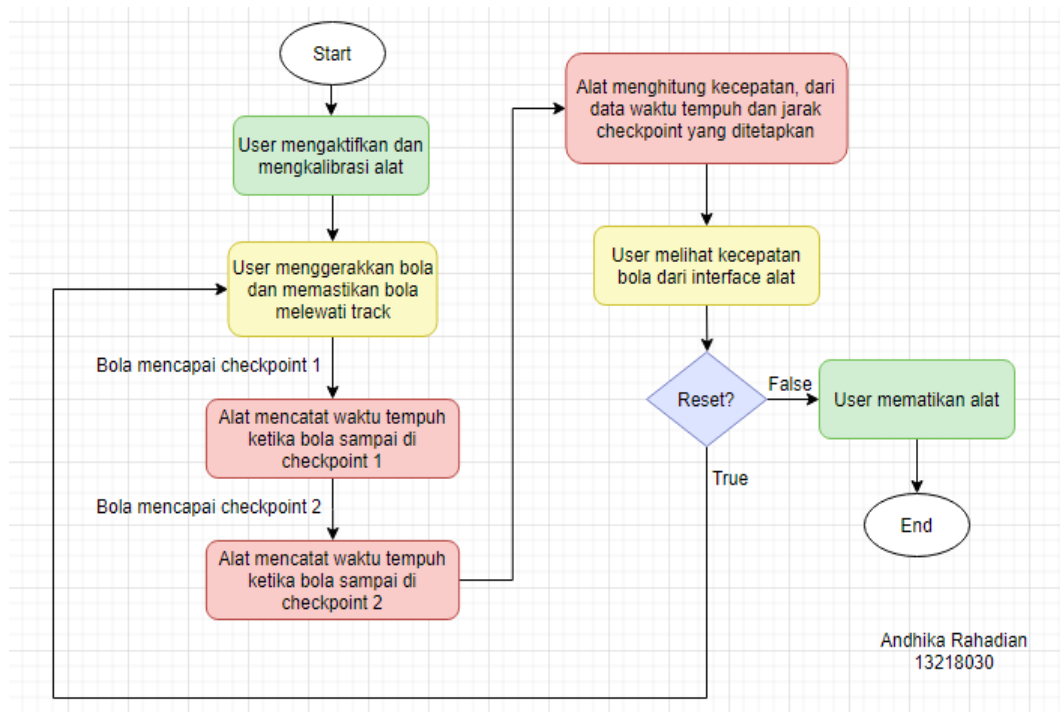 Start
User mengaktifkan dan
mengkalibrasi alat
User menggerakkan bola
dan memastikan bola
melewati track
Bola mencapai checkpoint 1
Alat mencatat waktu tempuh
ketika bola sampai di
checkpoint 1
Bola mencapai checkpoint 2
Alat mencatat waktu tempuh
ketika bola sampai di
checkpoint 2
Alat menghitung kecepatan, dari
data waktu tempuh dan jarak
checkpoint yang ditetapkan
User melihat kecepatan
bola dari interface alat
Reset?
False
User mematikan alat
True
End
Andhika Rahadian
13218030